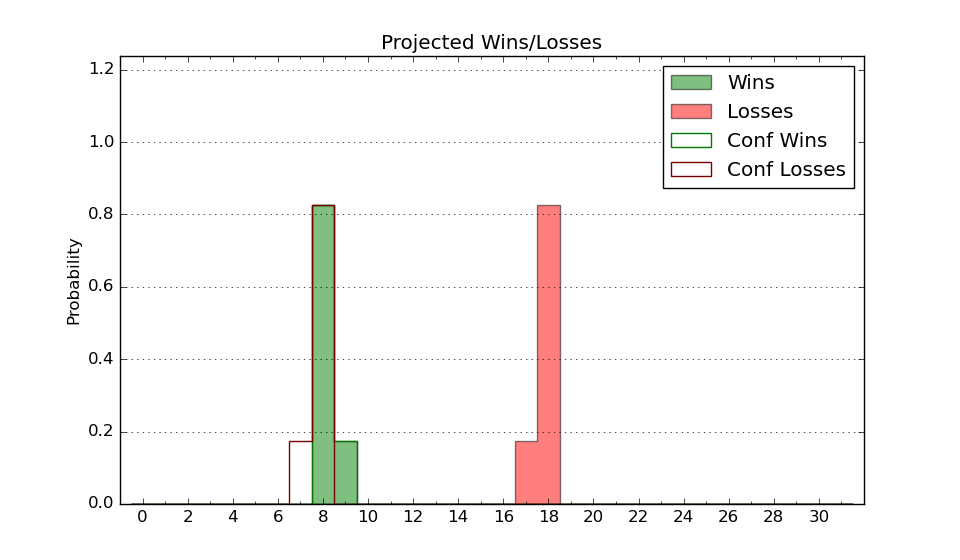 Projected Wins/Losses
1.2
1.0
0.8
0.6
0.4
0.2
0.0
Probability
Wins
Losses
Conf Wins
Conf Losses
0 2 4 6 8 10 12 14 16 18 20 22 24 26 28 30